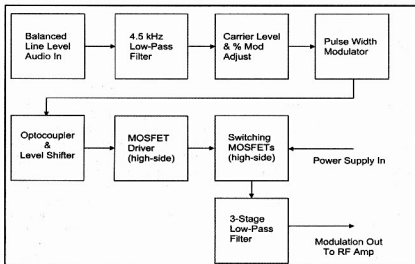 Balanced
Line Level
Audio In
4.5 kHz
Low-Pass
Filter
Carrier Level
& % Mod
Adjust
Pulse Width
Modulator
Optocoupler
&
Level Shifter
MOSFET
Driver
(high-side)
Switching
MOSFETs
(high-side)
Power Supply In
3-Stage
Low-Pass
Filter
Modulation Out
To RF Amp